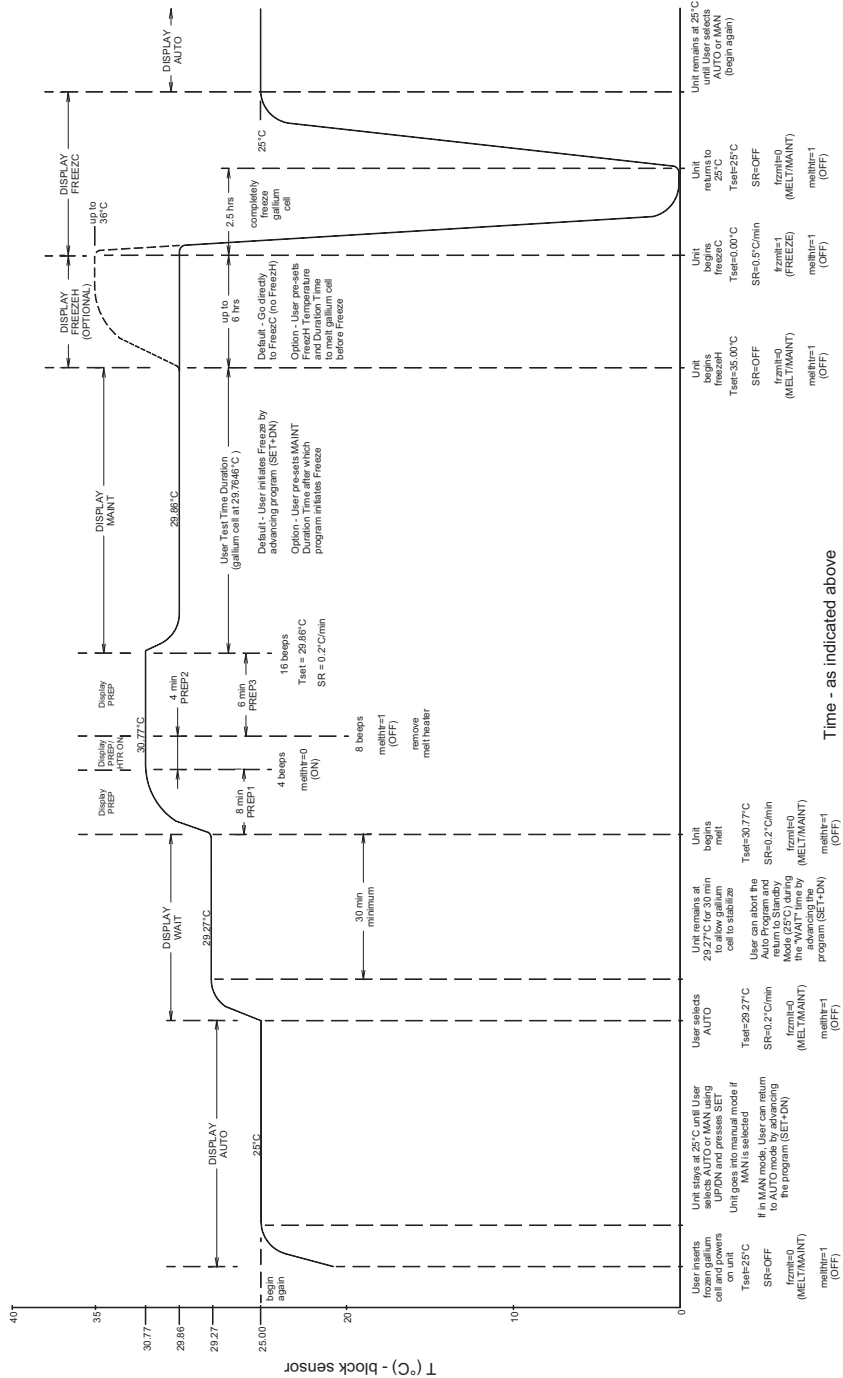 DISPLAY
AUTO
DISPLAY
WAIT
Display
PREP
Display
PREP/
HTR ON
Display
PREP
DISPLAY
MAINT
DISPLAY
FREEZEH
(OPTIONAL)
DISPLAY
FREEZC
DISPLAY
AUTO
40
35
30.77
29.86
29.27
25.00
20
10
0
T (°C) - block sensor
begin
again
25°C
29.27°C
30.77°C
29.86°C
up to
36°C
25°C
30 min
minimum
8 min
PREP1
4 min
PREP2
6 min
PREP3
4 beeps
melthtr=0
(ON)
8 beeps
melthtr=1
(OFF)
remove
melt heater
16 beeps
Tset = 29.86°C
SR = 0.2°C/min
User Test Time Duration
(gallium cell at 29.7646°C )
Default - User initiates Freeze by
advancing program (SET+DN)
Option - User pre-sets MAINT
Duration Time after which
program initiates Freeze
up to
6 hrs
Default - Go directly
to FreezC (no FreezH)
Option - User pre-sets
FreezH Temperature
and Duration Time
to melt gallium cell
before Freeze
2.5 hrs
completely
freeze
gallium
cell
User inserts
frozen gallium
cell and powers
on unit
Tset=25°C
SR=OFF
frzmlt=0
(MELT/MAINT)
melthtr=1
(OFF)
Unit stays at 25°C until User
selects AUTO or MAN using
UP/DN and presses SET
Unit goes into manual mode if
MAN is selected
If in MAN mode, User can return
to AUTO mode by advancing
the program (SET+DN)
User selects
AUTO
Tset=29.27°C
SR=0.2°C/min
frzmlt=0
(MELT/MAINT)
melthtr=1
(OFF)
Unit remains at
29.27°C for 30 min
to allow gallium
cell to stabilize
User can abort the
Auto Program and
return to Standby
Mode (25°C) during
the "WAIT" time by
advancing the
program (SET+DN)
Unit
begins
melt
Tset=30.77°C
SR=0.2°C/min
frzmlt=0
(MELT/MAINT)
melthtr=1
(OFF)
Unit
begins
freezeH
Tset=35.00°C
SR=OFF
frzmlt=0
(MELT/MAINT)
melthtr=1
(OFF)
Unit
begins
freezeC
Tset=0.00°C
SR=0.5°C/min
frzmlt=1
(FREEZE)
melthtr=1
(OFF)
Unit
returns to
25°C
Tset=25°C
SR=OFF
frzmlt=0
(MELT/MAINT)
melthtr=1
(OFF)
Unit remains at 25°C
until User selects
AUTO or MAN
(begin again)
Time - as indicated above